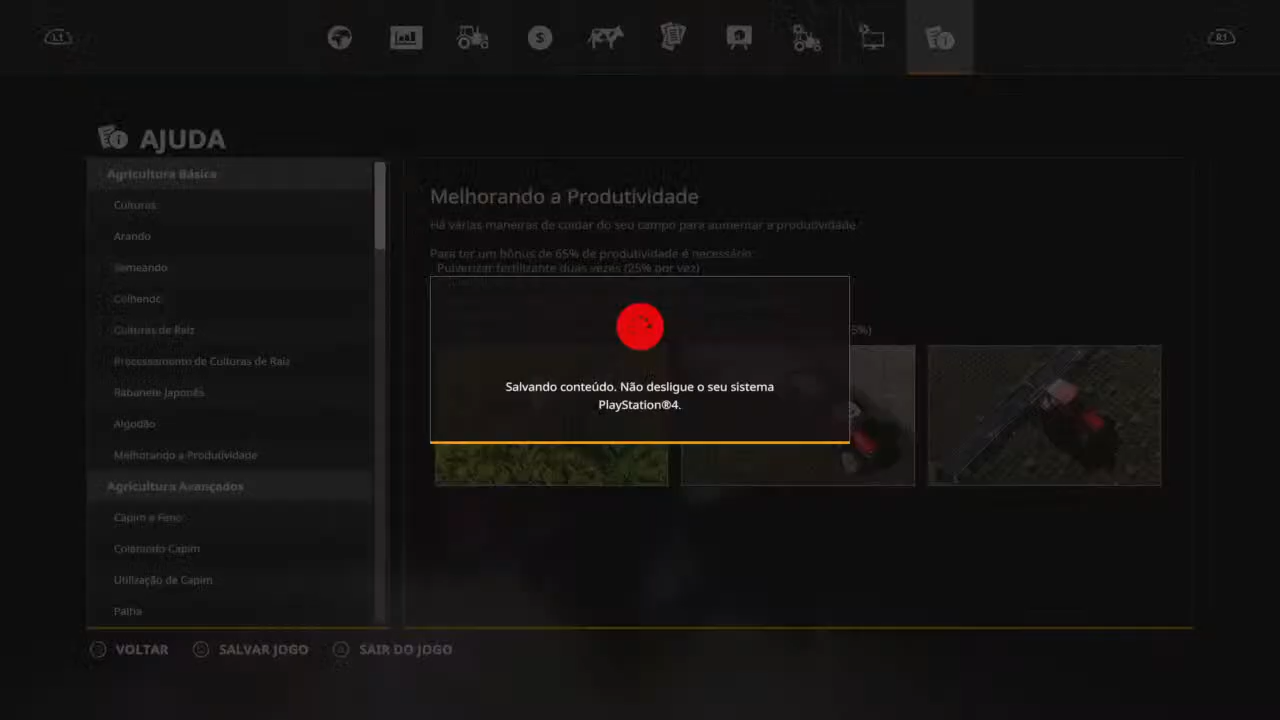 L1
R1
AJUDA
Agricultura Básica
Culturas
Arando
Semeando
Colhendo
Culturas de Raiz
Processamento de Culturas de Raiz
Rabanete Japonês
Algodão
Melhorando a Produtividade
Agricultura Avançados
Capim e Feno
Coletando Capim
Utilização de Capim
Palha
Melhorando a Produtividade
Há várias maneiras de cuidar do seu campo para aumentar a produtividade.
Para ter um bônus de 65% de produtividade é necessário:
Pulverizar fertilizante duas vezes (25% por vez)
5%)
Salvando conteúdo. Não desligue o seu sistema
PlayStation®4.
VOLTAR SALVAR JOGO SAIR DO JOGO